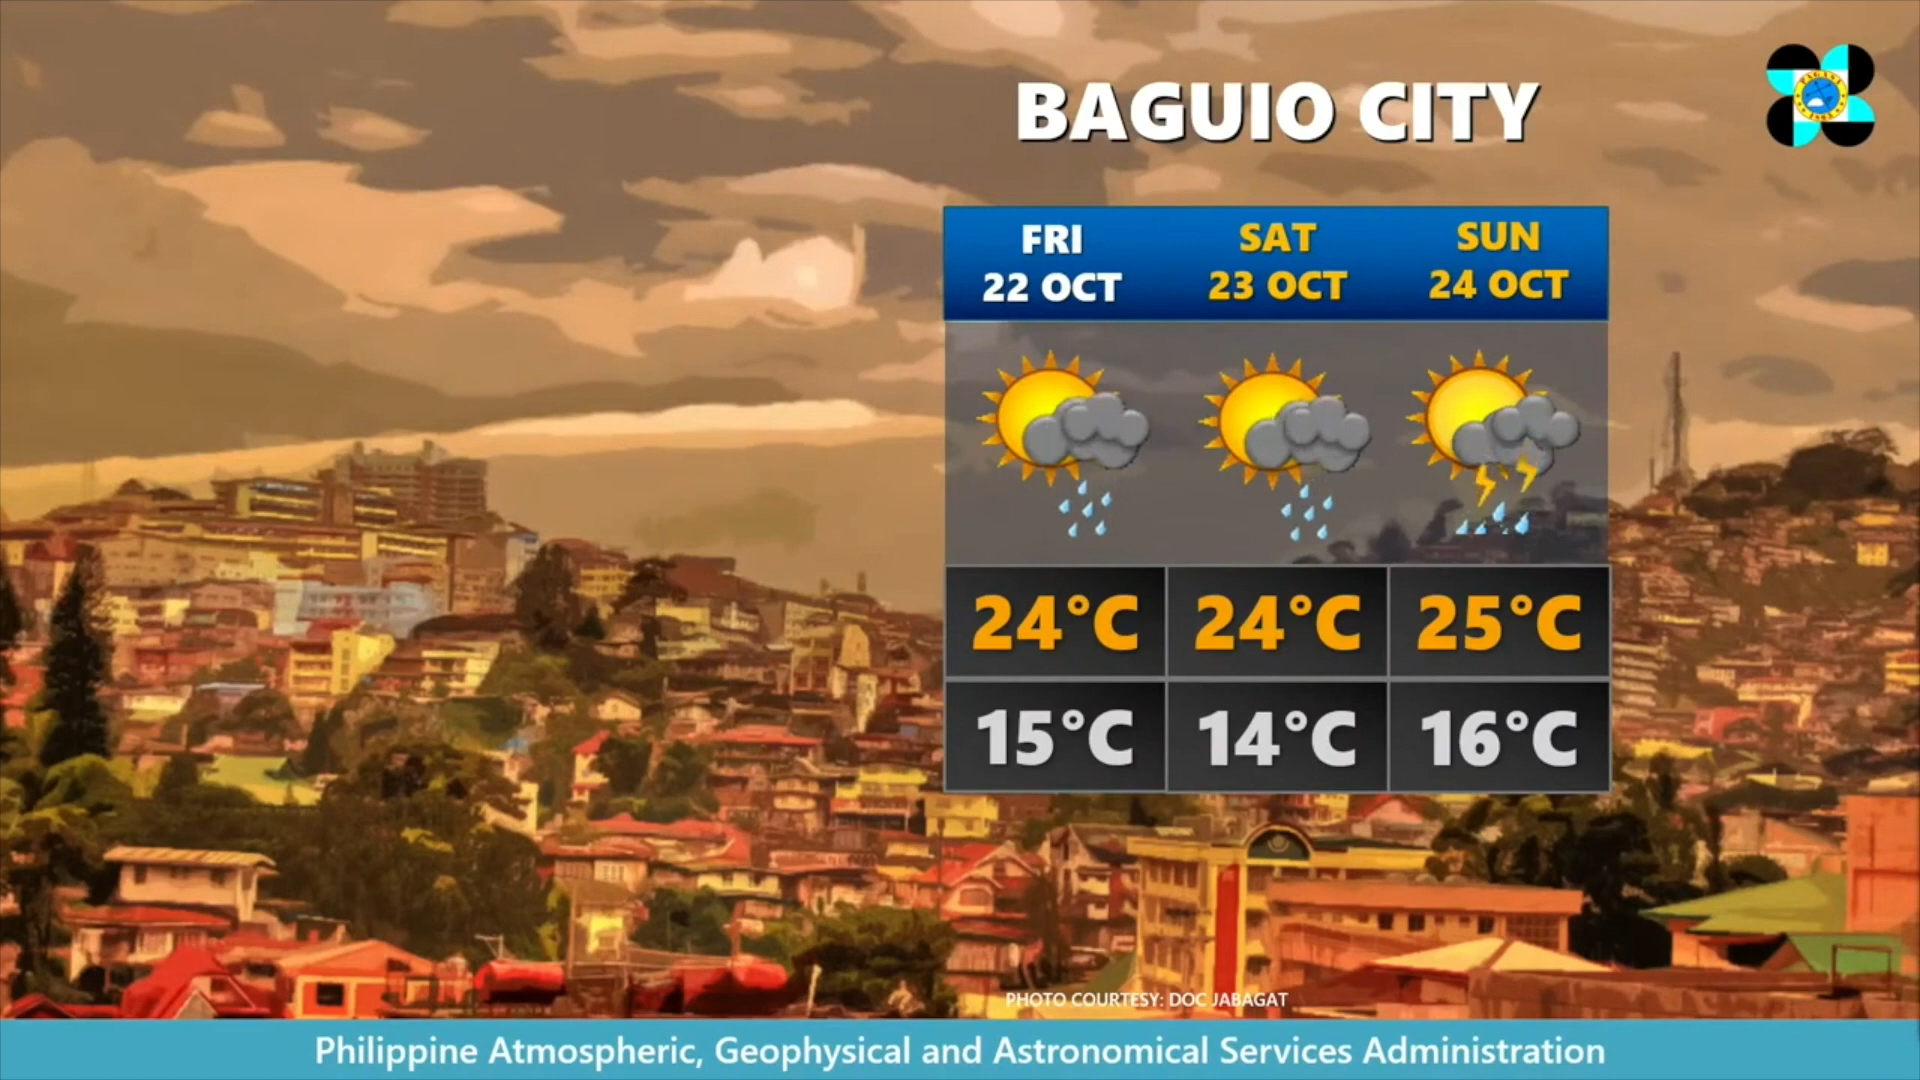 BAGUIO CITY
FRI
22 OCT
SAT
23 OCT
SUN
24 OCT
24°C
24°C
25°C
15°C
14°C
16°C
PHOTO COURTESY: DOC JABAGAT
Philippine Atmospheric, Geophysical and Astronomical Services Administration